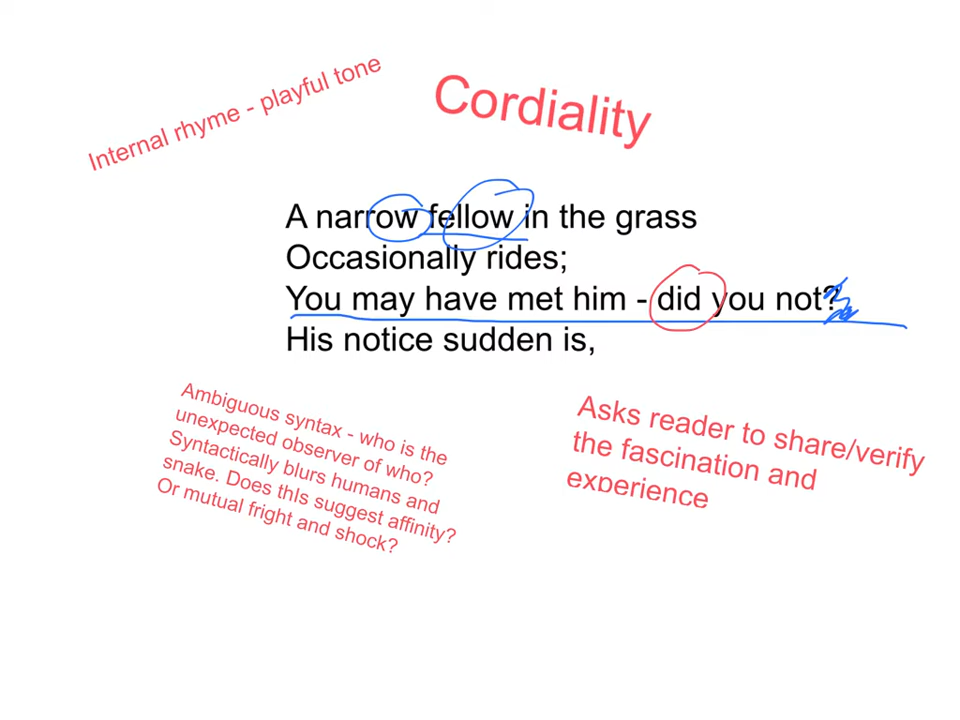 Internal rhyme - playful tone
Cordiality
A narrow fellow in the grass
Occasionally rides;
You may have met him - did you not?
His notice sudden is,
Ambiguous syntax - who is the
unexpected observer of who?
Syntactically blurs humans and
snake. Does thIs suggest affinity?
Or mutual fright and shock?
Asks reader to share/verify
the fascination and
experience